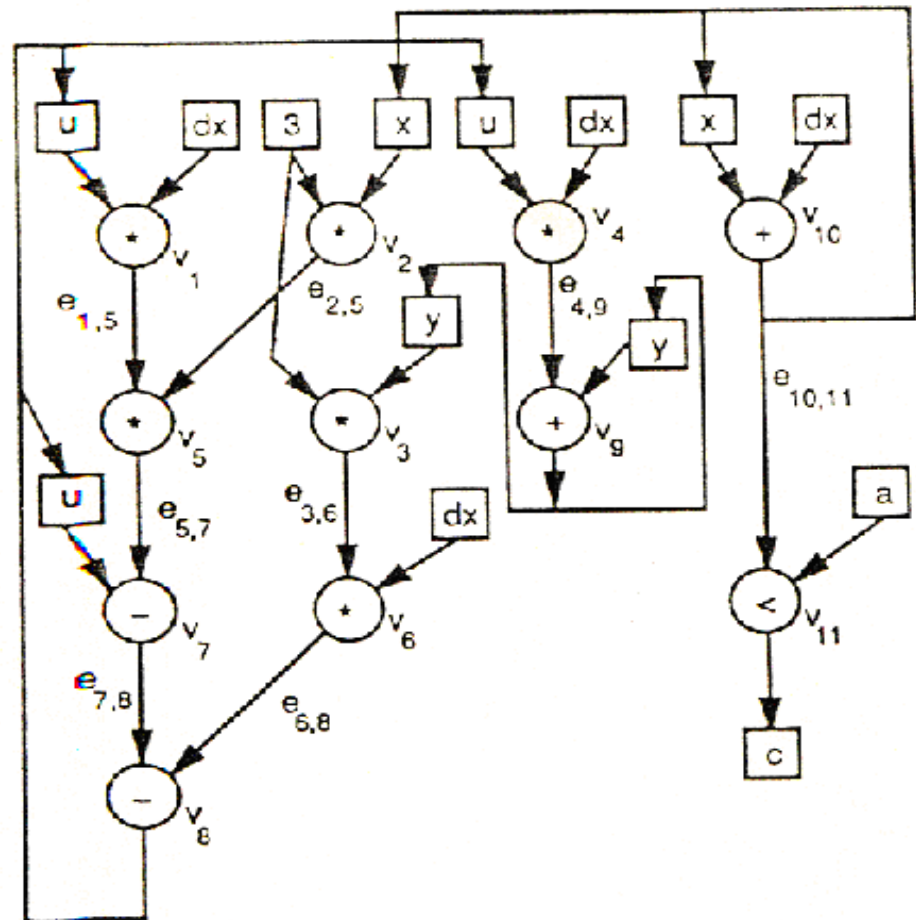 u dx 3 x u dx x dx
* v1 * v2 * v4 + v10
e1,5 e2,5 y e4,9 y
e10,11
* v5 * v3 + v9
u e5,7 e3,6 dx a
− v7 * v6 < v11
e7,8 e6,8
c
− v8